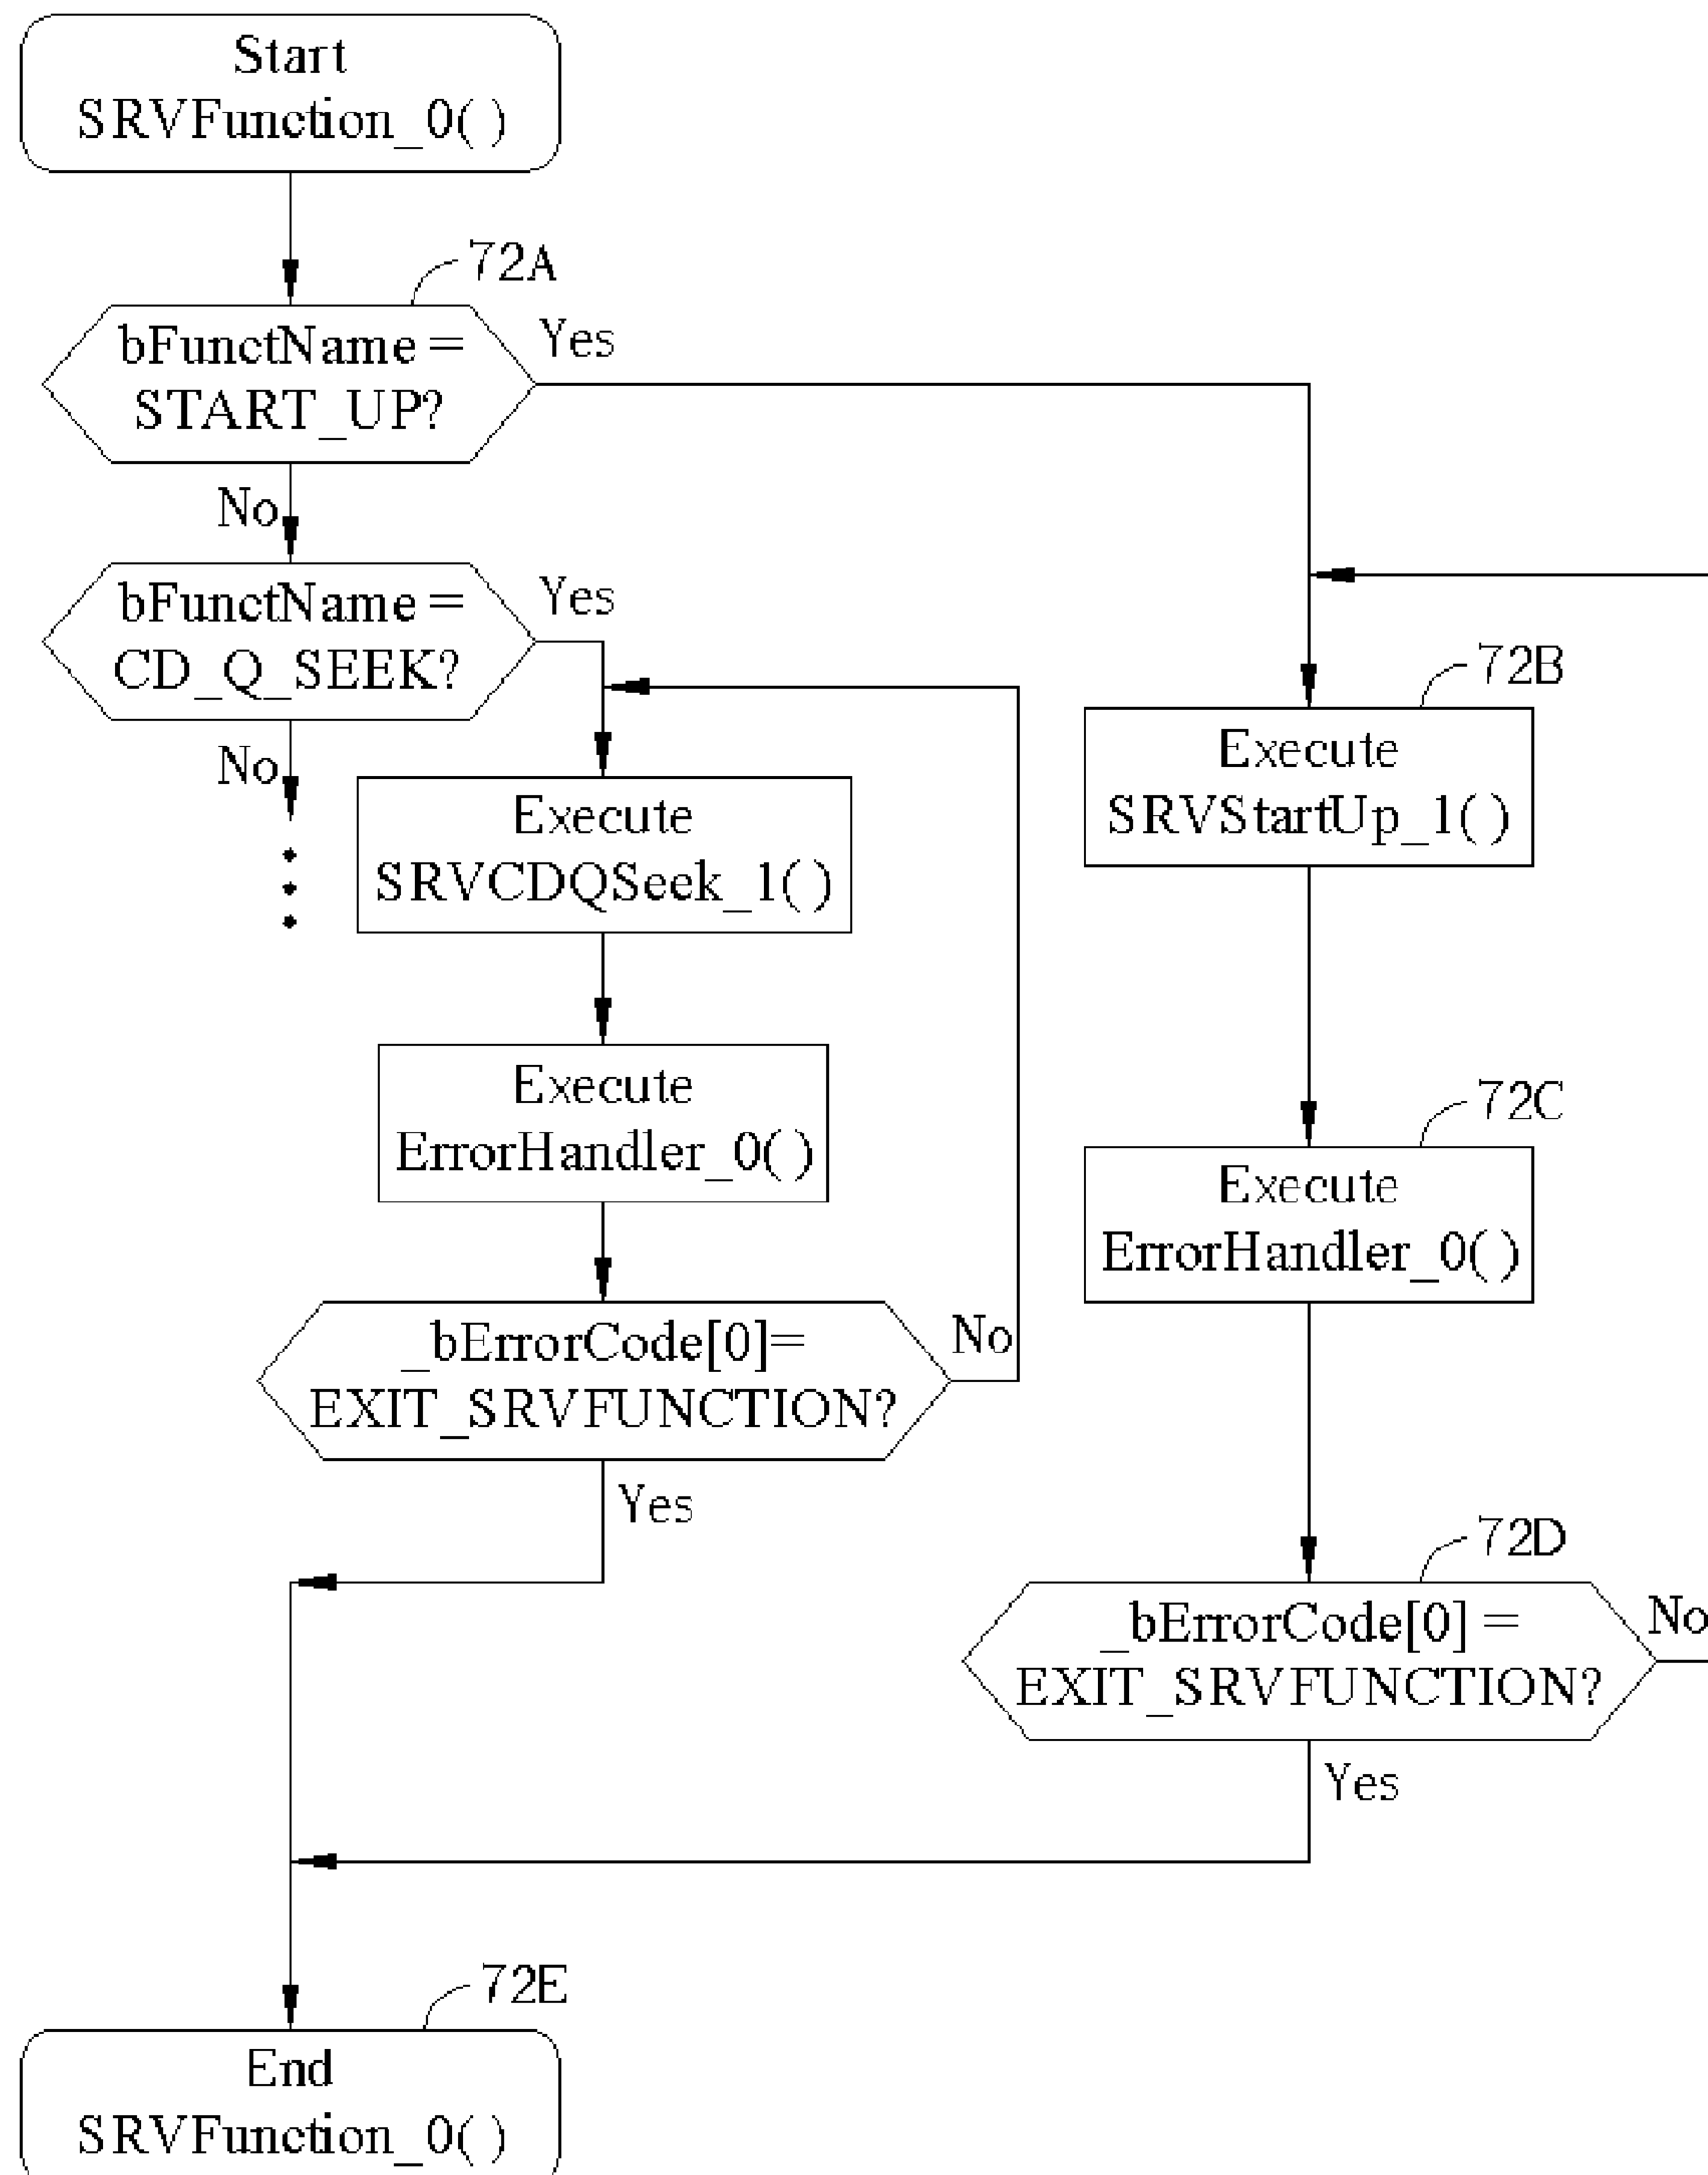 Start
SRVFunction_0( )
72A
bFunctName =
START_UP?
Yes
No
bFunctName =
CD_Q_SEEK?
Yes
No
Execute
SRVCDQSeek_1()
Execute
ErrorHandler_0()
_bErrorCode[0]=
EXIT_SRVFUNCTION?
No
Yes
72B
Execute
SRVStartUp_1()
72C
Execute
ErrorHandler_0()
72D
_bErrorCode[0] =
EXIT_SRVFUNCTION?
No
Yes
72E
End
SRVFunction_0( )